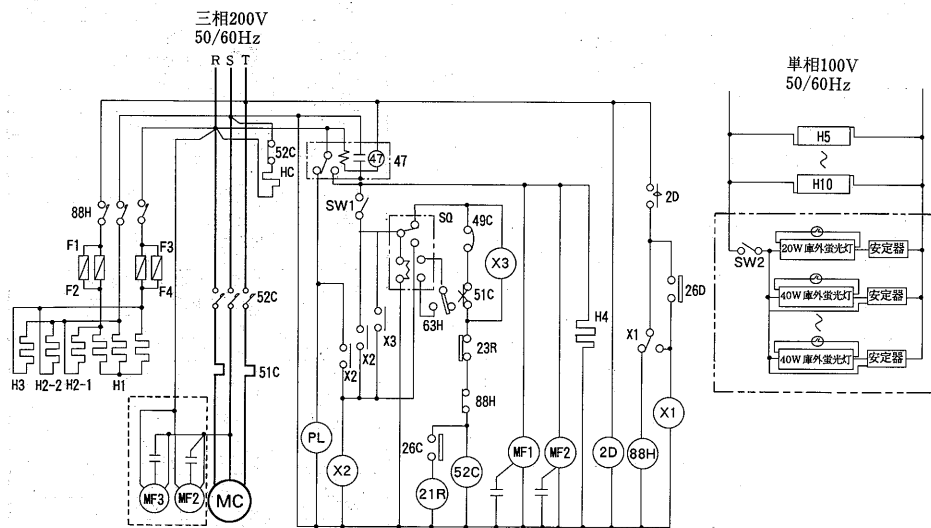 三相200V
50/60Hz
R S T
単相100V
50/60Hz
52C
HC
47
47
88H
F1
F2
F3
F4
52C
51C
H3
H2-2
H2-1
H1
MF3
MF2
MC
SW1
SQ
49C
X3
51C
63H
X3
X2
X2
23R
88H
26C
PL
X2
21R
52C
MF1
MF2
H4
2D
2D
26D
X1
88H
X1
H5
H10
SW2
20W庫外蛍光灯
安定器
40W庫外蛍光灯
安定器
40W庫外蛍光灯
安定器